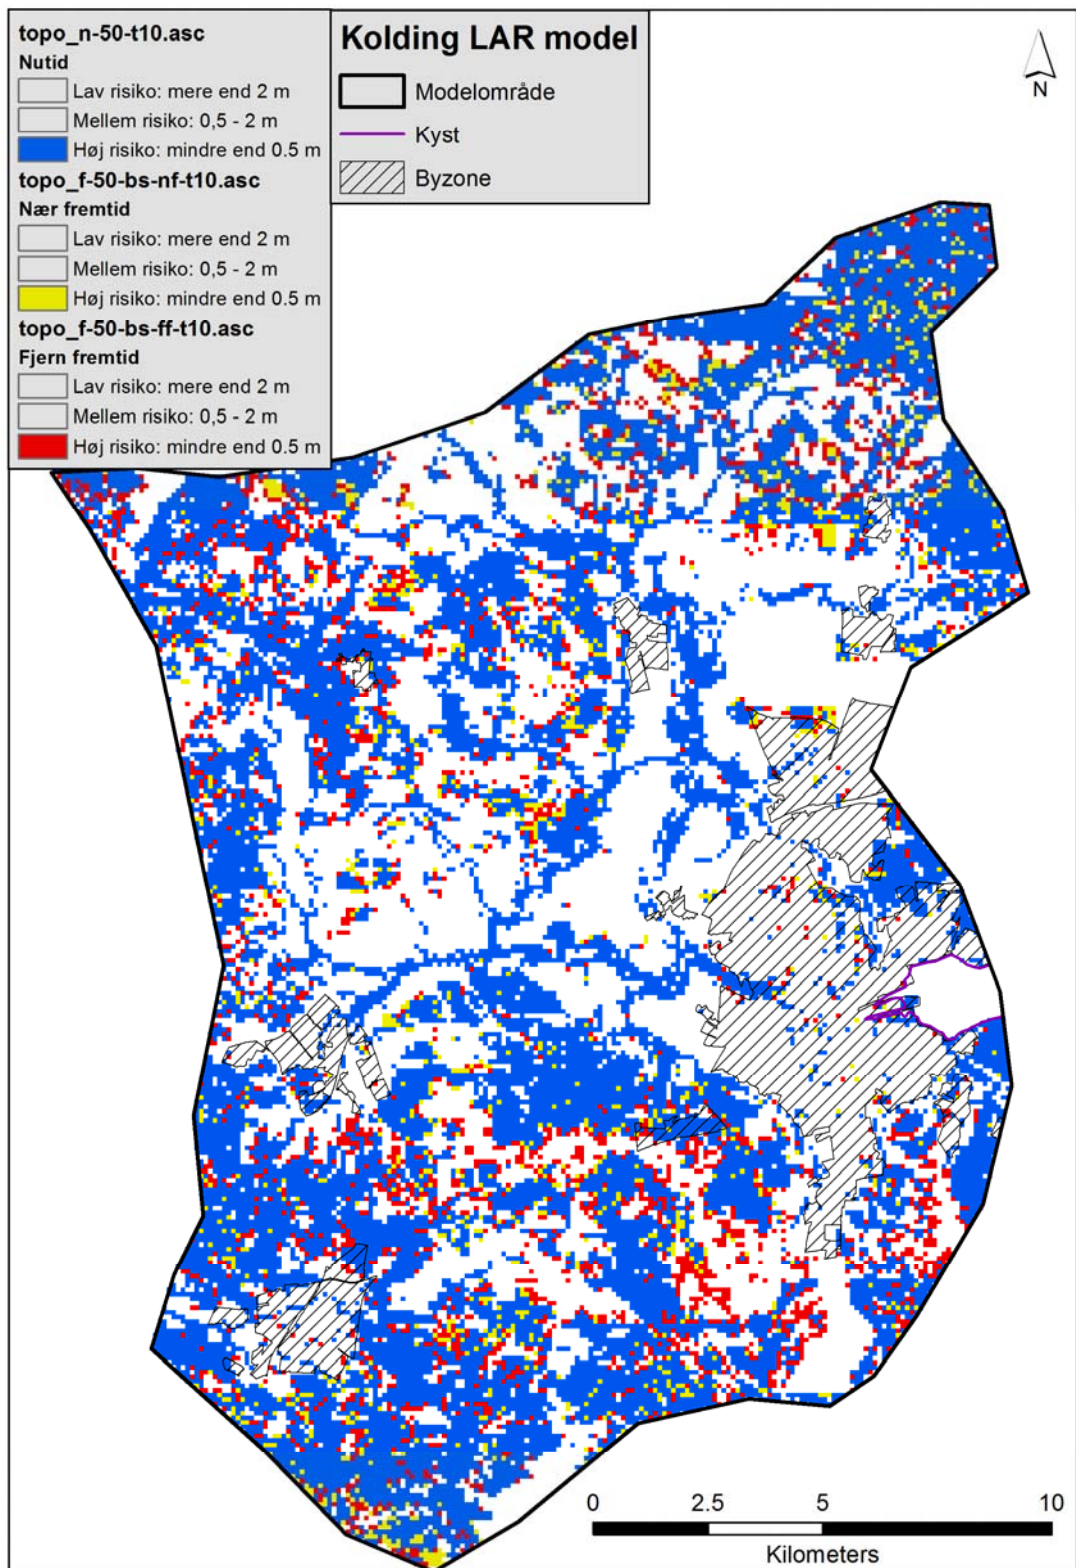 topo_n-50-t10.asc
Nutid
Lav risiko: mere end 2 m
Mellem risiko: 0,5 - 2 m
Høj risiko: mindre end 0.5 m
topo_f-50-bs-nf-t10.asc
Nær fremtid
Lav risiko: mere end 2 m
Mellem risiko: 0,5 - 2 m
Høj risiko: mindre end 0.5 m
topo_f-50-bs-ff-t10.asc
Fjern fremtid
Lav risiko: mere end 2 m
Mellem risiko: 0,5 - 2 m
Høj risiko: mindre end 0.5 m
Kolding LAR model
Modelområde
Kyst
Byzone
N
0 2.5 5 10
Kilometers